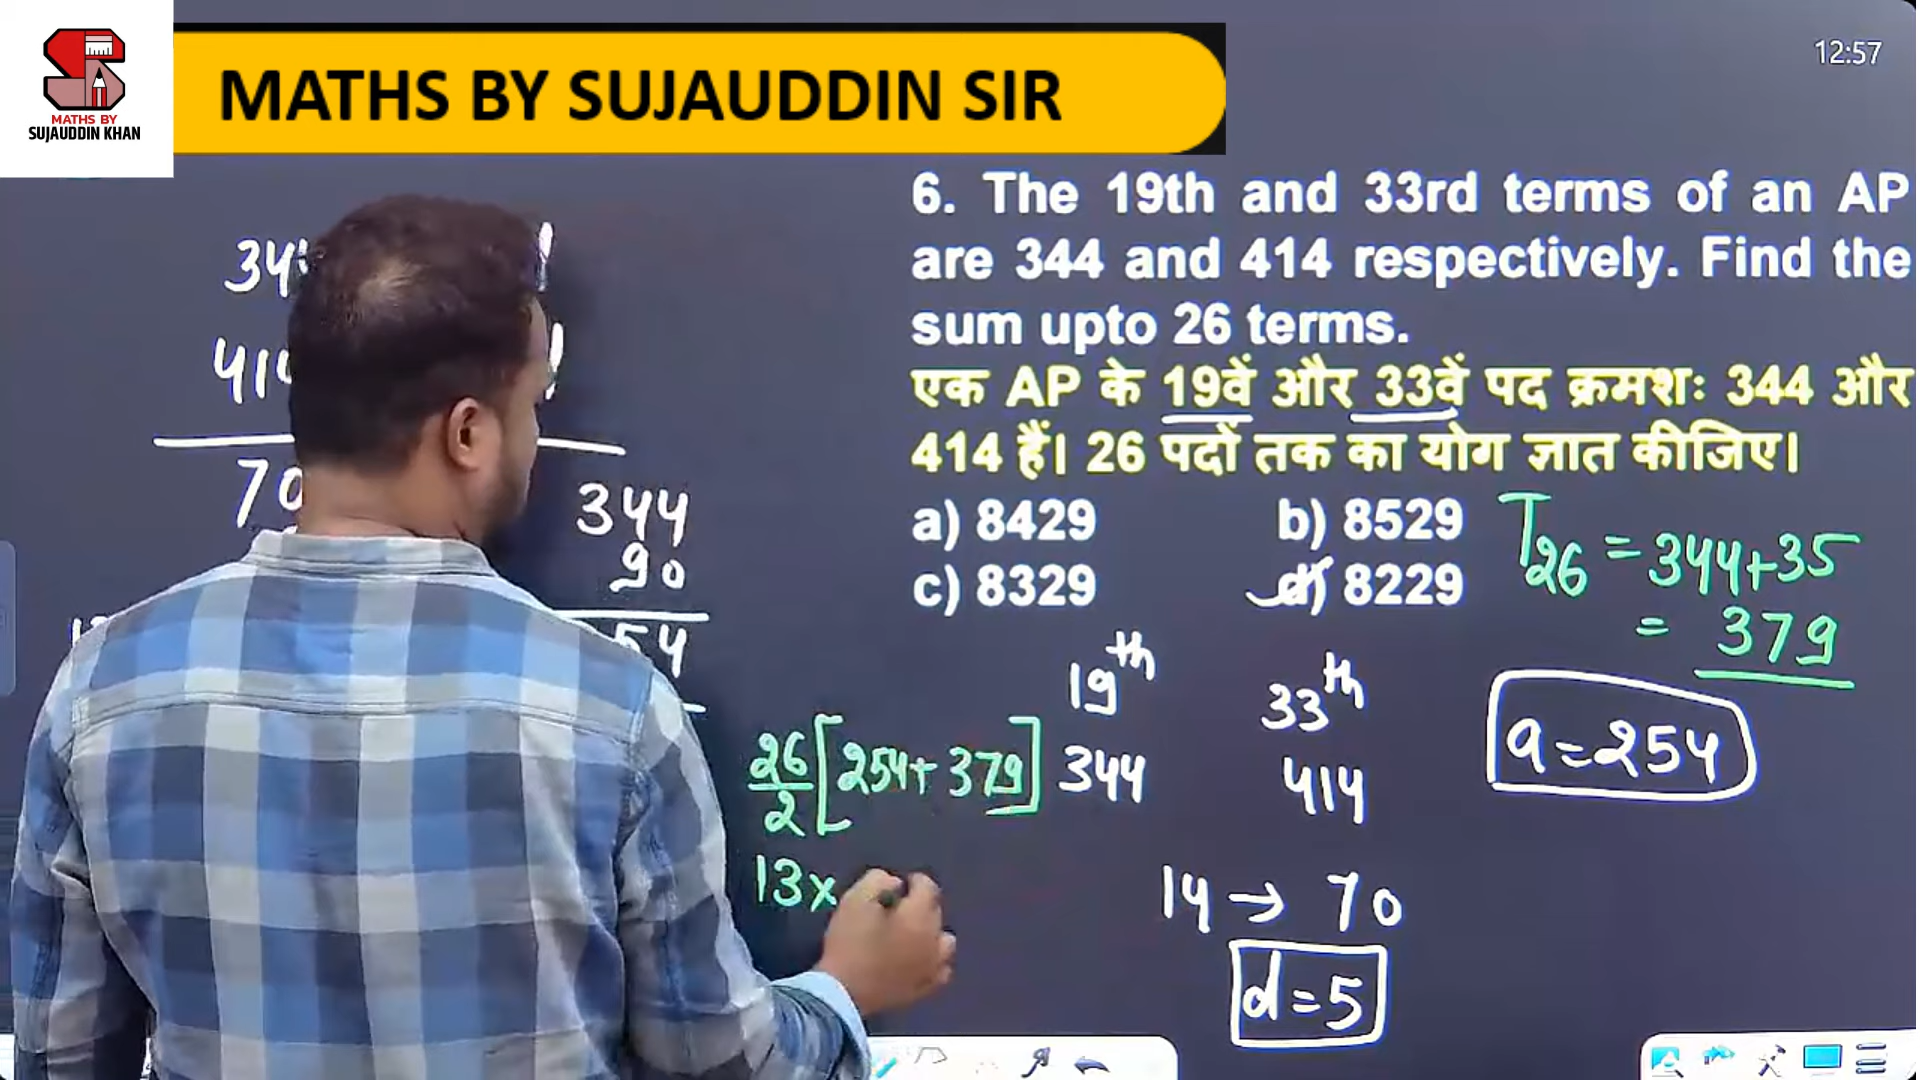 MATHS BY SUJAUDDIN SIR
MATHS BY
SUJAUDDIN KHAN
12:57
6. The 19th and 33rd terms of an AP
are 344 and 414 respectively. Find the
sum upto 26 terms.
एक AP के 19वें और 33वें पद क्रमशः 344 और
414 हैं। 26 पदों तक का योग ज्ञात कीजिए।
a) 8429
b) 8529
c) 8329
d) 8229
T26 = 344+35
= 379
a=254
19th
33th
344
414
14 → 70
d=5
26/2 [254+379]
13x
70
344
90
54